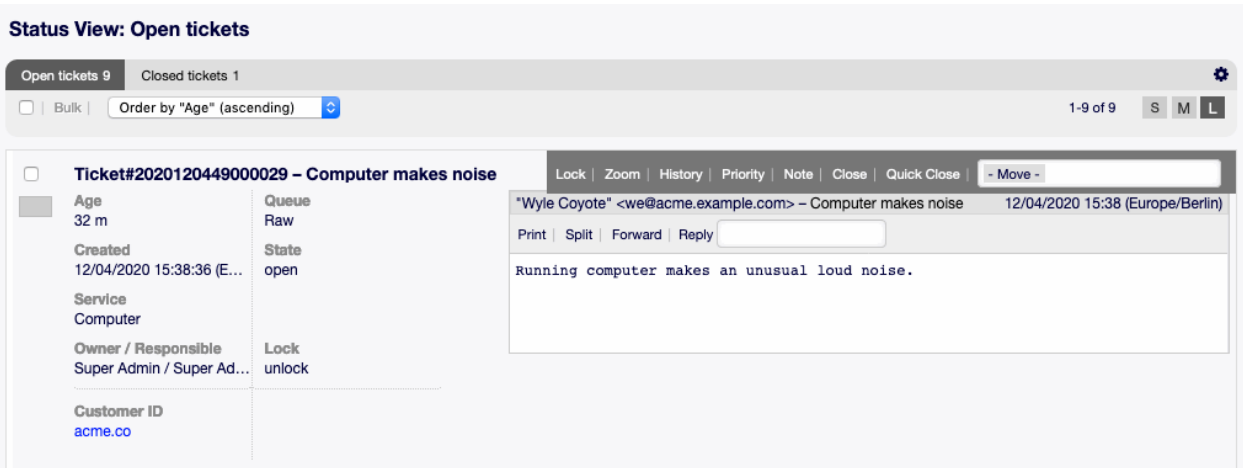 Status View: Open tickets
Open tickets 9 Closed tickets 1
| Bulk | Order by "Age" (ascending) 1-9 of 9 S M L
Ticket#2020120449000029 – Computer makes noise
Lock | Zoom | History | Priority | Note | Close | Quick Close | - Move -
Age
32 m
Queue
Raw
Created
12/04/2020 15:38:36 (E...
State
open
Service
Computer
Owner / Responsible
Super Admin / Super Ad...
Lock
unlock
Customer ID
acme.co
"Wyle Coyote" <we@acme.example.com> – Computer makes noise 12/04/2020 15:38 (Europe/Berlin)
Print | Split | Forward | Reply
Running computer makes an unusual loud noise.